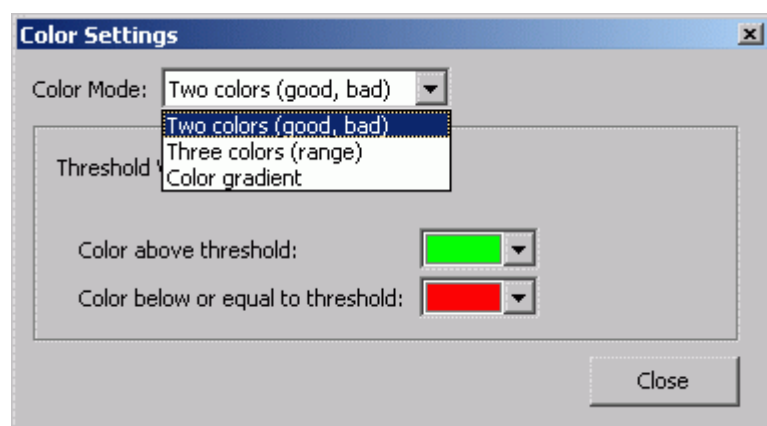 Color Settings
Color Mode: Two colors (good, bad)
Two colors (good, bad)
Three colors (range)
Threshold
Color gradient
Color above threshold:
Color below or equal to threshold:
Close